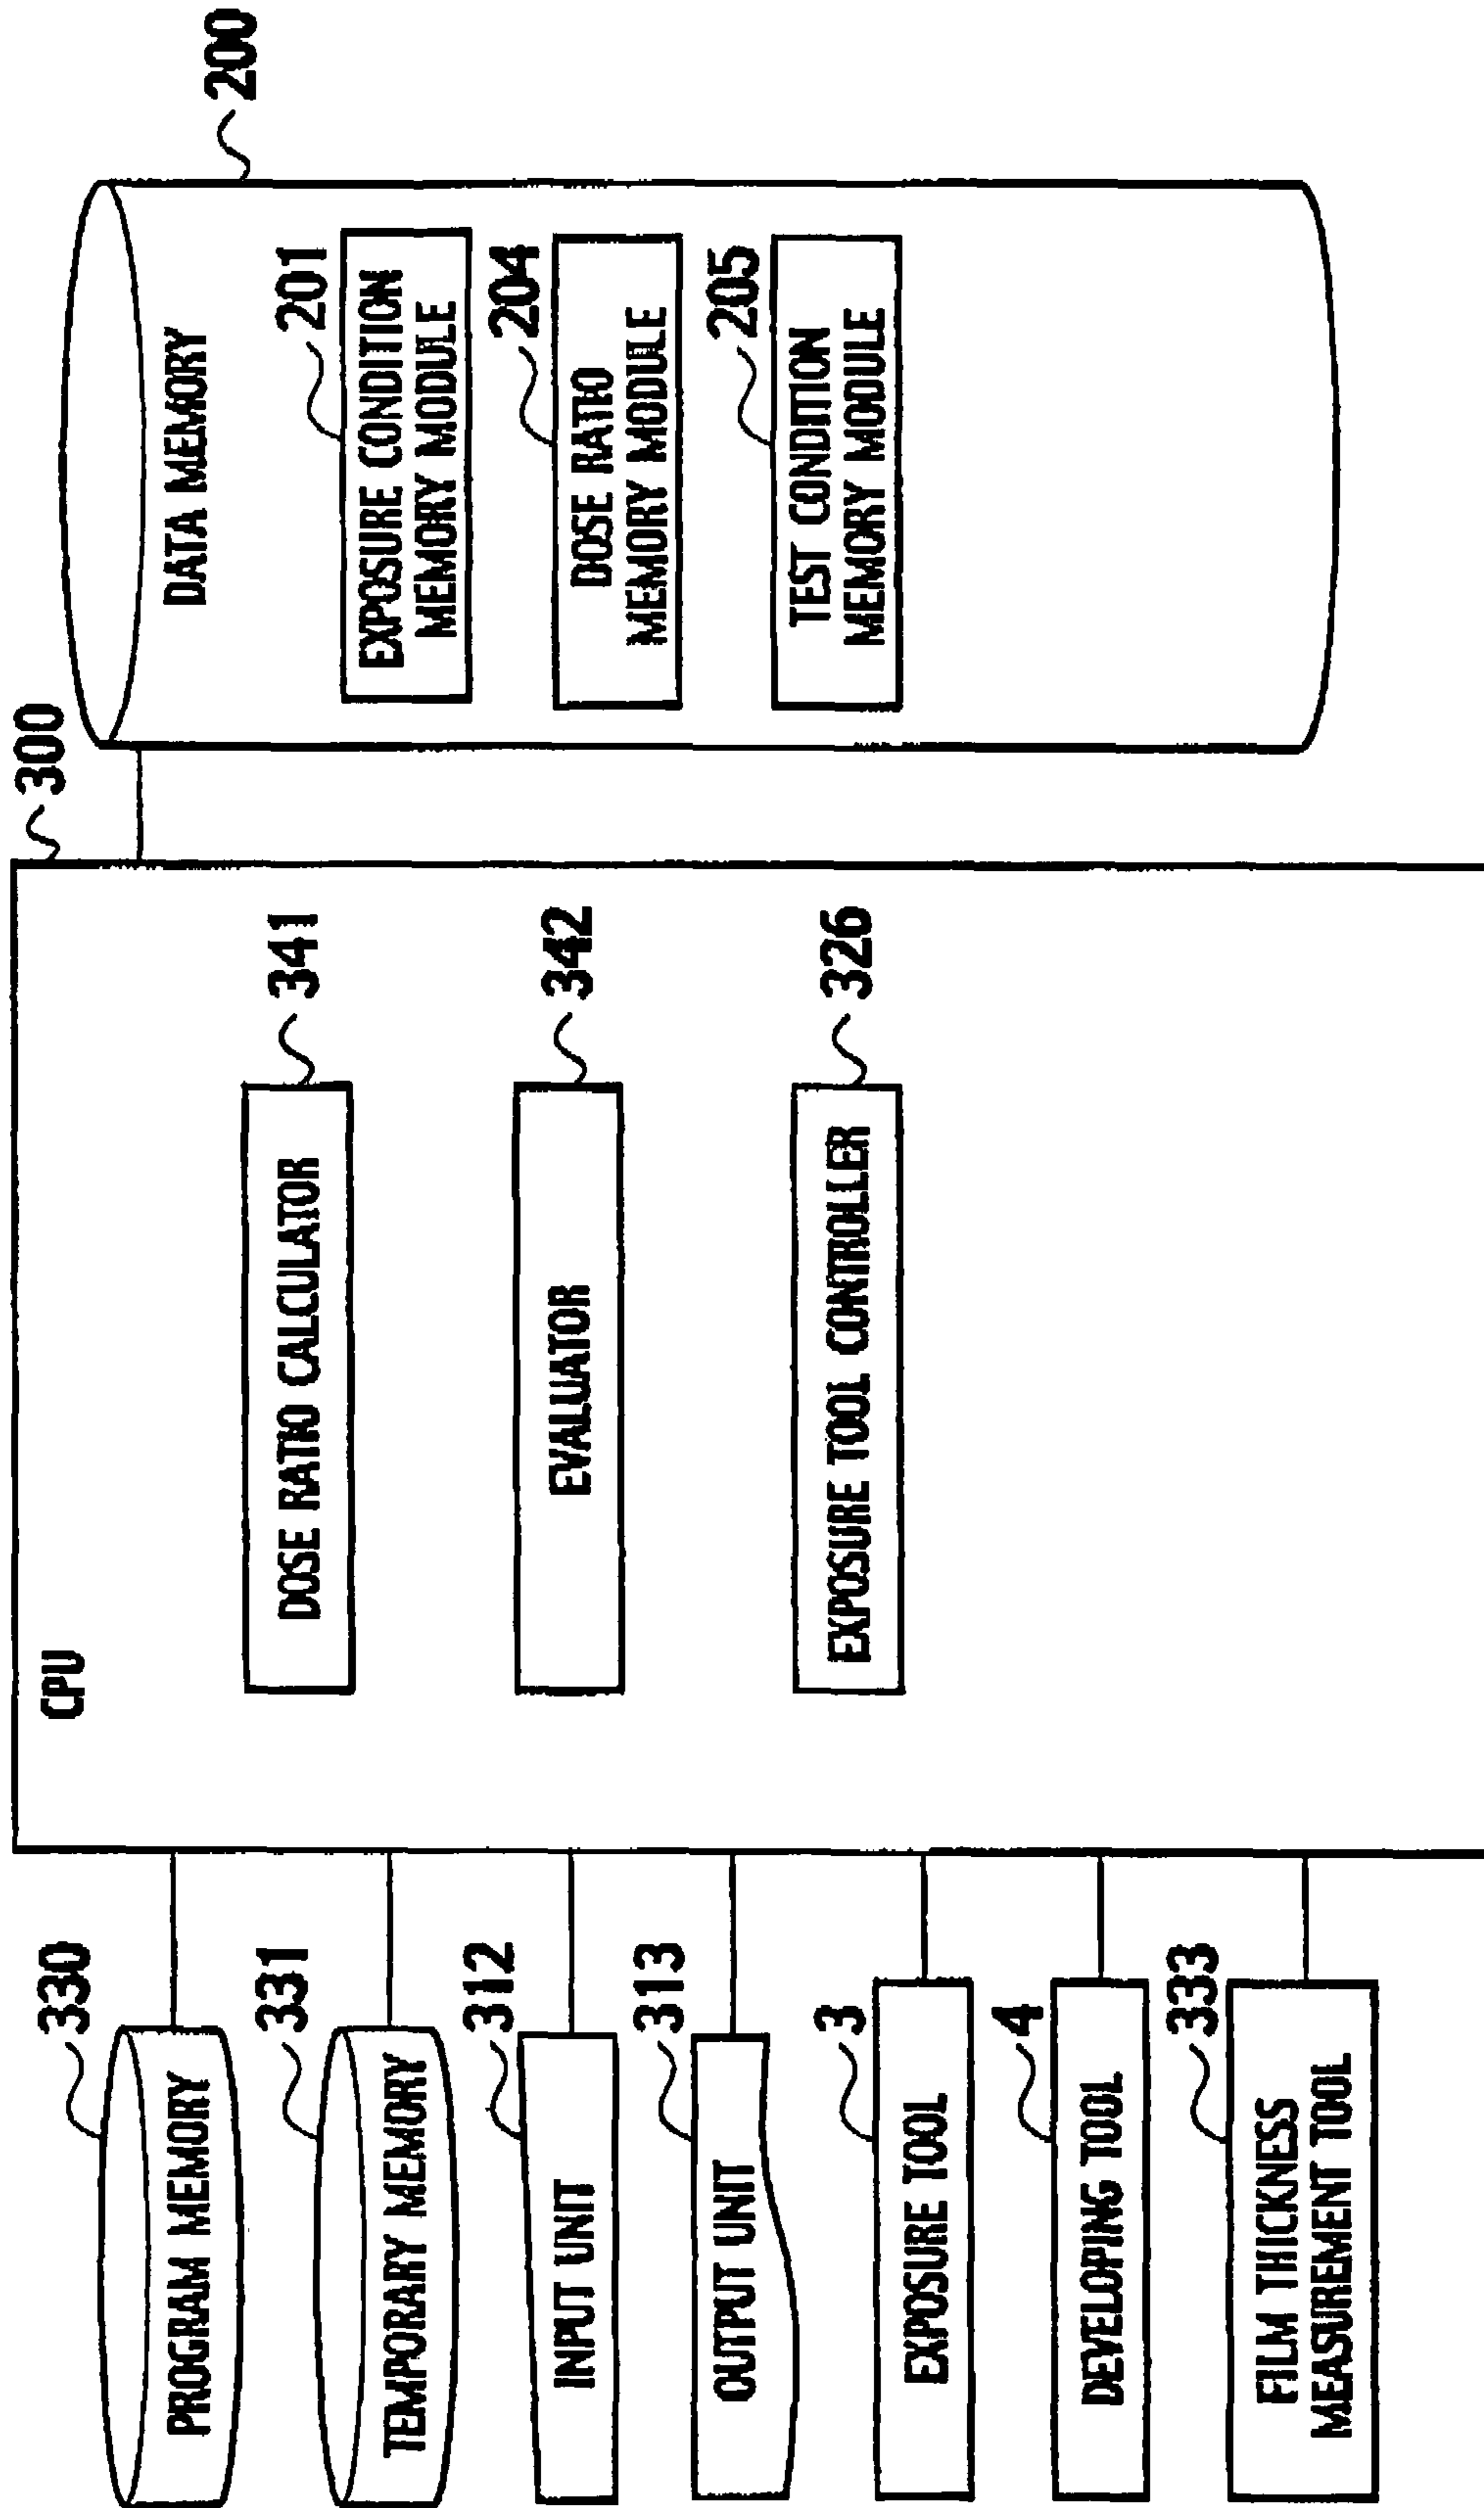 330
PROGRAM MEMORY
331
TEMPORARY MEMORY
312
INPUT UNIT
313
OUTPUT UNIT
3
EXPOSURE TOOL
4
DEVELOPING TOOL
333
FILM THICKNESS
MEASUREMENT TOOL
CPU
300
DOSE RATIO CALCULATOR
341
EVALUATOR
342
EXPOSURE TOOL CONTROLLER
326
DATA MEMORY
200
201
EXPOSURE CONDITION
MEMORY MODULE
204
DOSE RATIO
MEMORY MODULE
205
TEST CONDITION
MEMORY MODULE